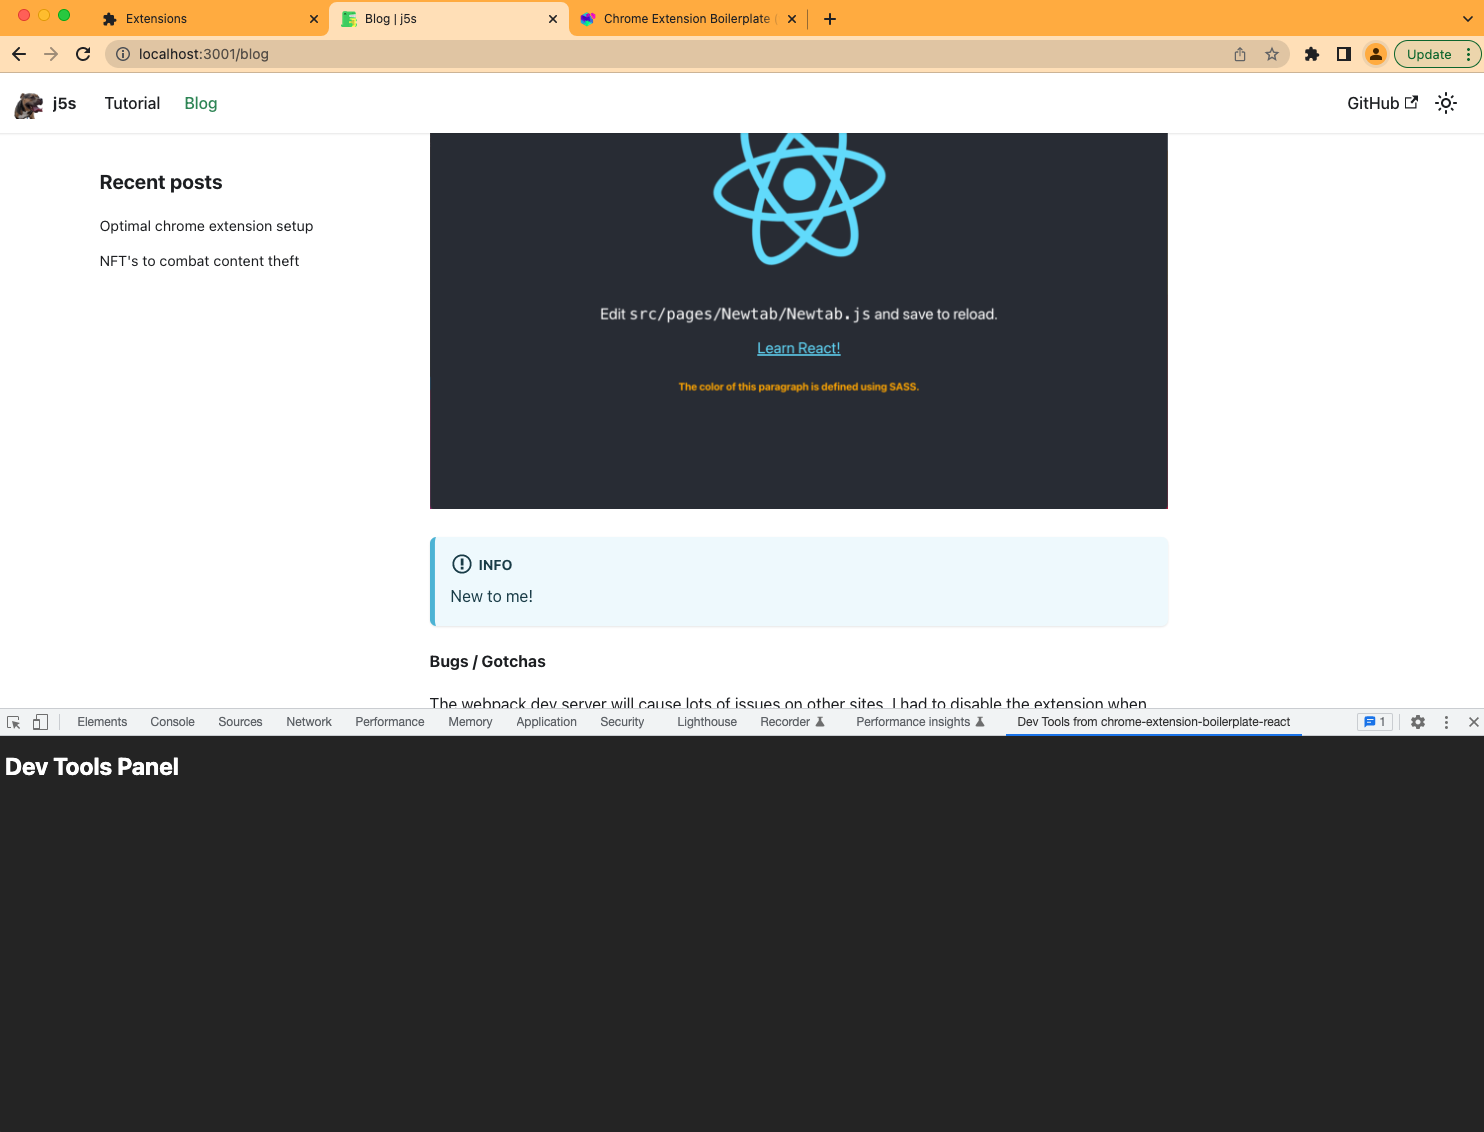 Extensions
Blog | j5s
Chrome Extension Boilerplate (
localhost:3001/blog
Update
j5s
Tutorial
Blog
GitHub
Recent posts
Optimal chrome extension setup
NFT's to combat content theft
Edit src/pages/Newtab/Newtab.js and save to reload.
Learn React!
The color of this paragraph is defined using SASS.
INFO
New to me!
Bugs / Gotchas
The webpack dev server will cause lots of issues on other sites. I had to disable the extension when
Elements
Console
Sources
Network
Performance
Memory
Application
Security
Lighthouse
Recorder
Performance insights
Dev Tools from chrome-extension-boilerplate-react
1
Dev Tools Panel